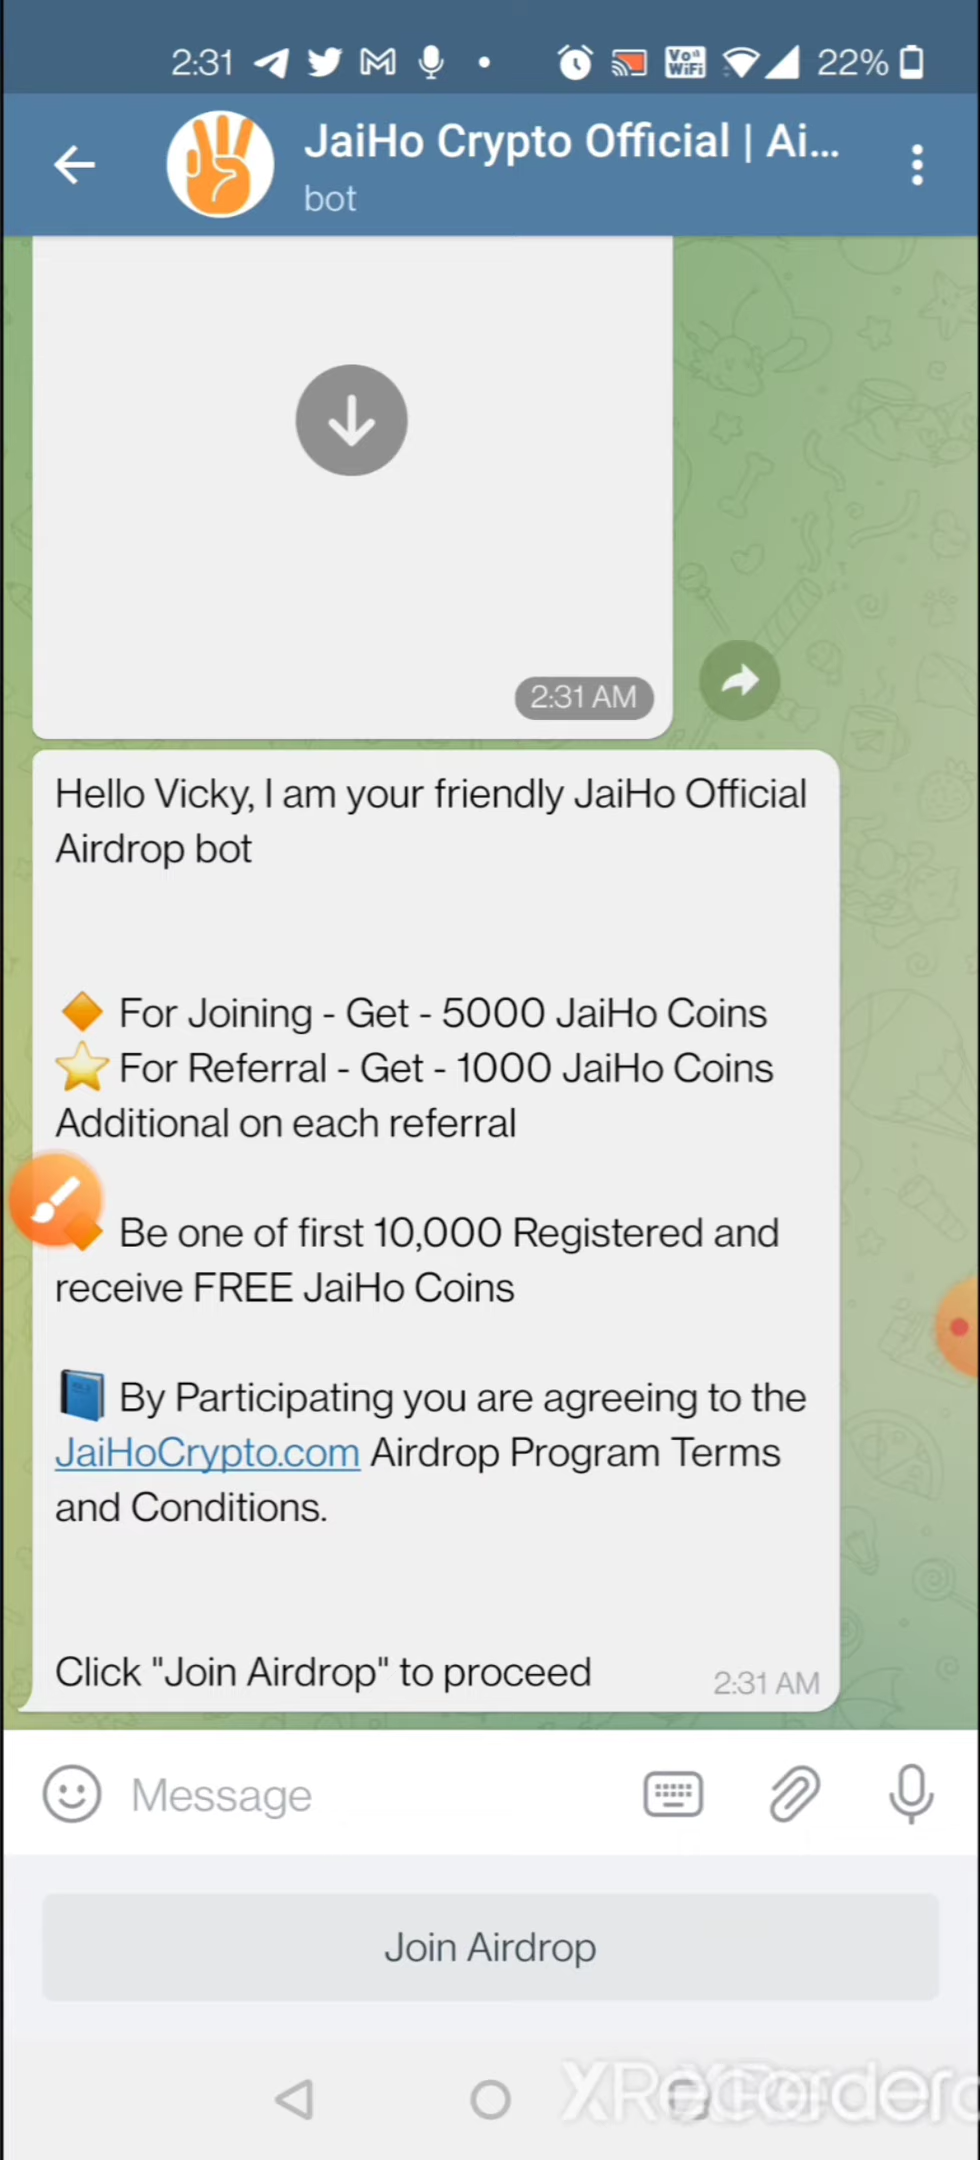 2:31 Vo WiFi 22%
JaiHo Crypto Official | Ai...
bot
2:31 AM
Hello Vicky, I am your friendly JaiHo Official
Airdrop bot
For Joining - Get - 5000 JaiHo Coins
For Referral - Get - 1000 JaiHo Coins
Additional on each referral
Be one of first 10,000 Registered and
receive FREE JaiHo Coins
By Participating you are agreeing to the
JaiHoCrypto.com Airdrop Program Terms
and Conditions.
Click "Join Airdrop" to proceed
2:31 AM
Message
Join Airdrop